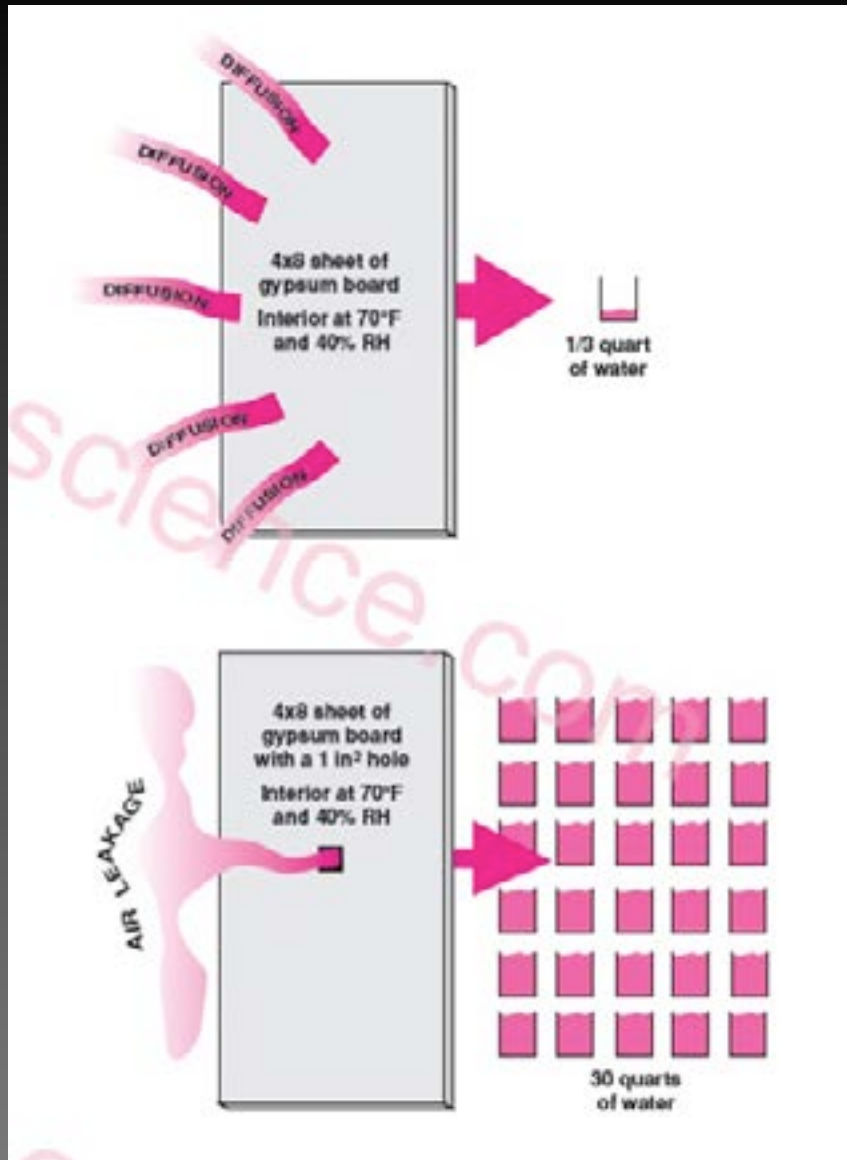 DIFFUSION
DIFFUSION
DIFFUSION
DIFFUSION
DIFFUSION
4x8 sheet of
gypsum board
Interior at 70°F
and 40% RH
1/3 quart
of water
science.com
AIR LEAKAGE
4x8 sheet of
gypsum board
with a 1 in² hole
Interior at 70°F
and 40% RH
30 quarts
of water